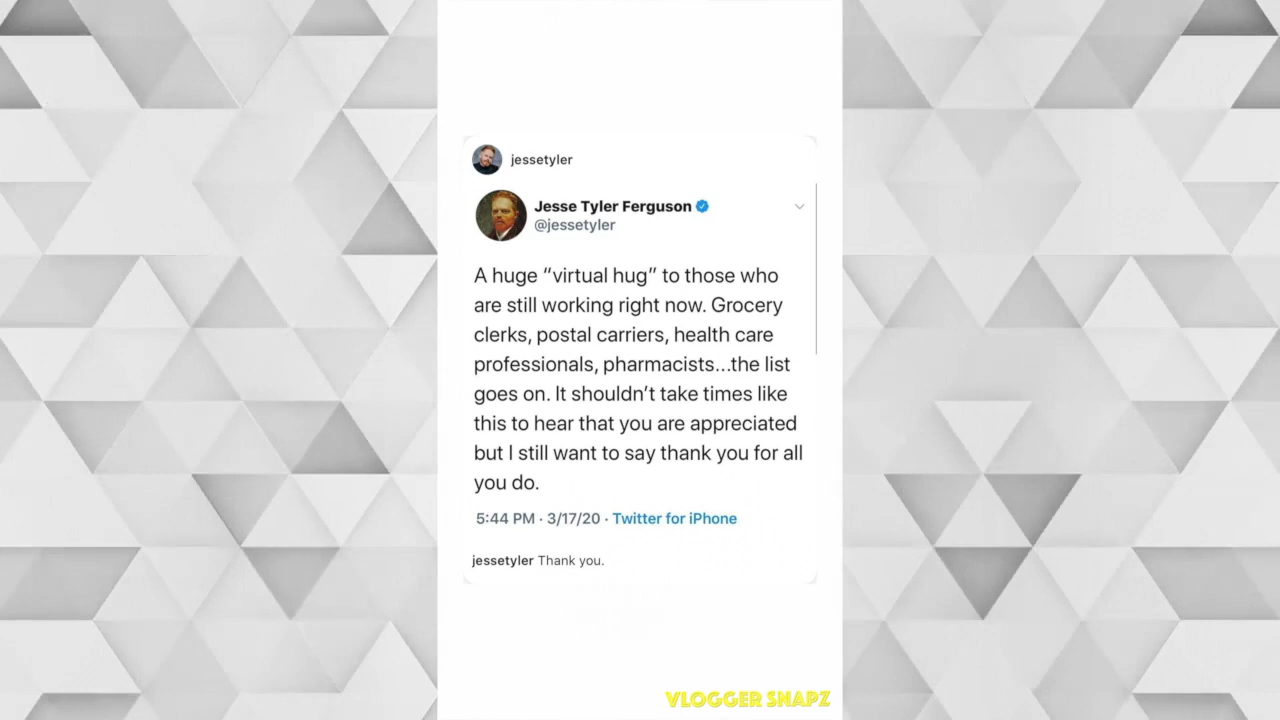 jessetyler
Jesse Tyler Ferguson
@jessetyler
A huge “virtual hug” to those who
are still working right now. Grocery
clerks, postal carriers, health care
professionals, pharmacists...the list
goes on. It shouldn’t take times like
this to hear that you are appreciated
but I still want to say thank you for all
you do.
5:44 PM · 3/17/20 · Twitter for iPhone
jessetyler Thank you.
VLOGGER SNAPZ